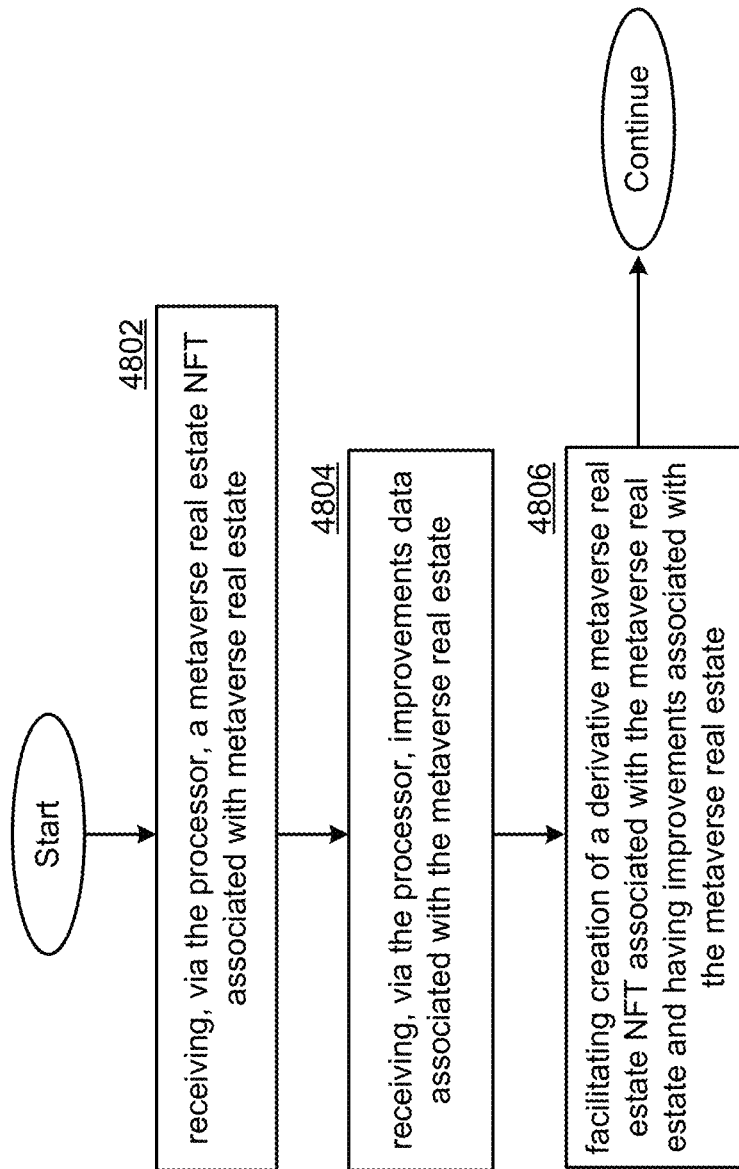 Start
4802
receiving, via the processor, a metaverse real estate NFT
associated with metaverse real estate
4804
receiving, via the processor, improvements data
associated with the metaverse real estate
4806
facilitating creation of a derivative metaverse real
estate NFT associated with the metaverse real
estate and having improvements associated with
the metaverse real estate
Continue